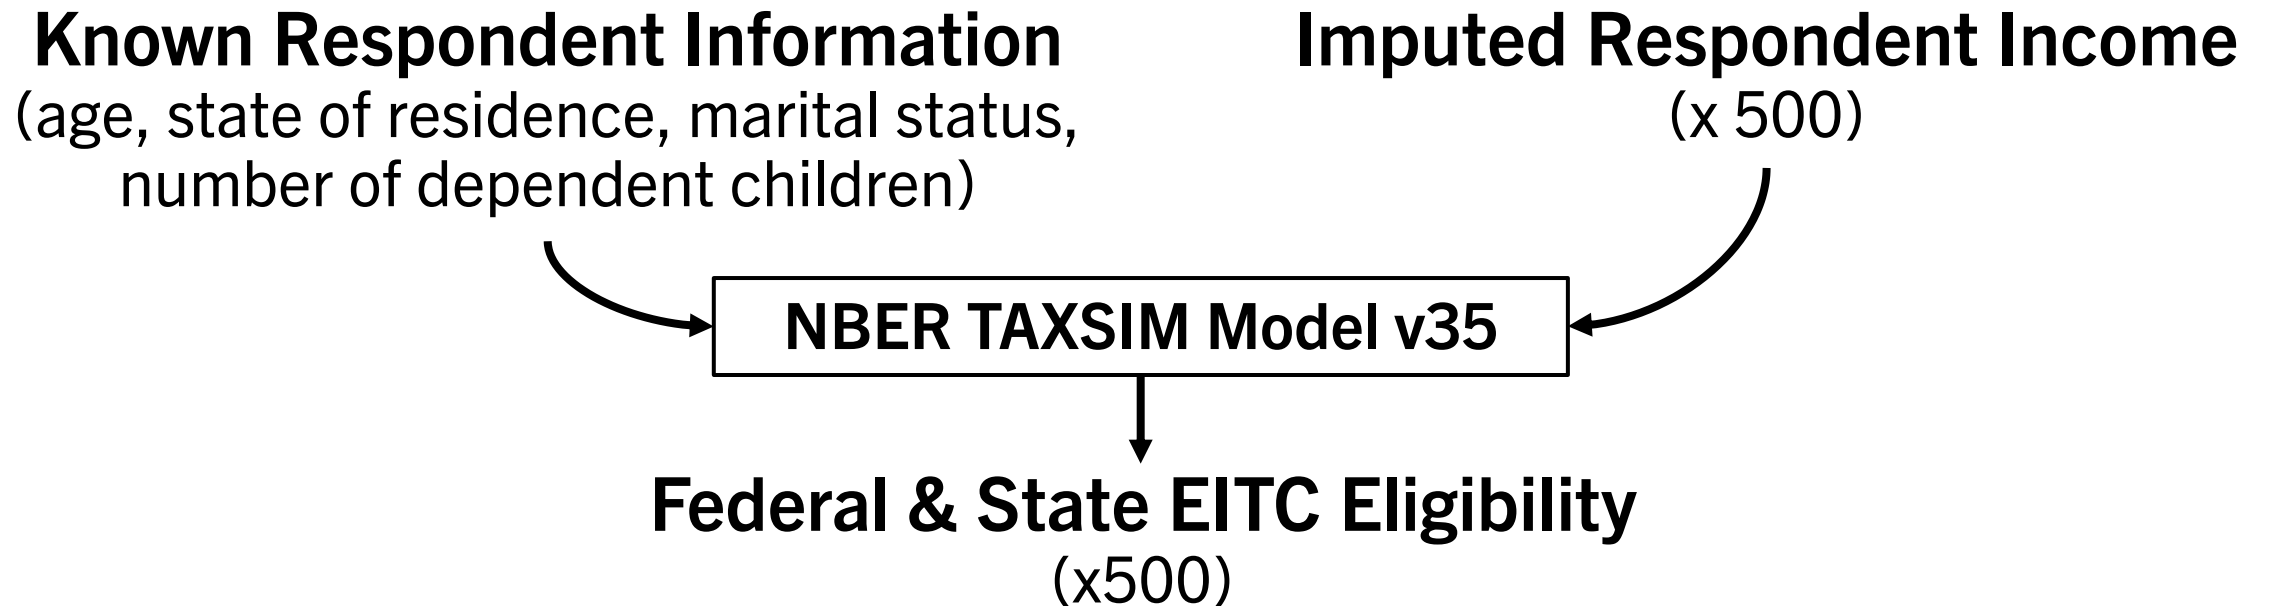 Known Respondent Information
(age, state of residence, marital status,
number of dependent children)
Imputed Respondent Income
(x 500)
NBER TAXSIM Model v35
Federal & State EITC Eligibility
(x500)